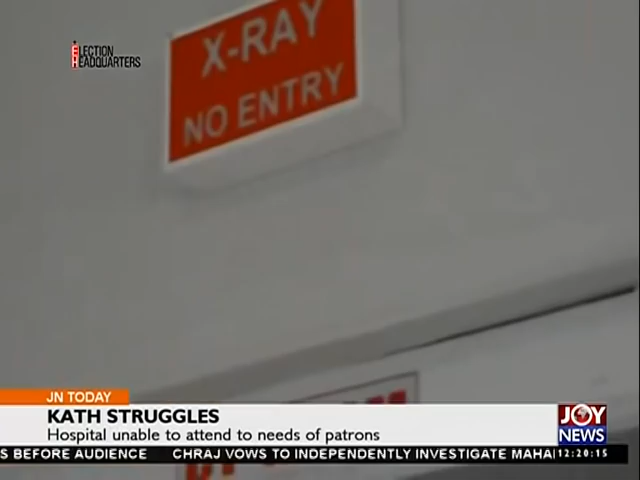 ELECTION
HEADQUARTERS
X-RAY
NO ENTRY
JN TODAY
KATH STRUGGLES
Hospital unable to attend to needs of patrons
JOY
NEWS
S BEFORE AUDIENCE CHRAJ VOWS TO INDEPENDENTLY INVESTIGATE MAHA
12:20:15